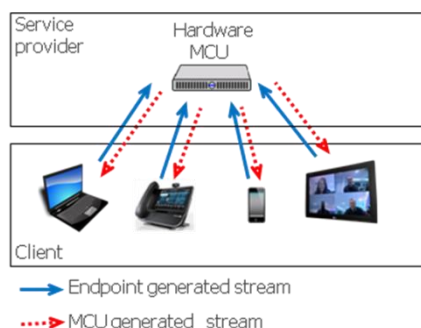 Service
provider
Hardware
MCU
Client
Endpoint generated stream
MCU generated stream